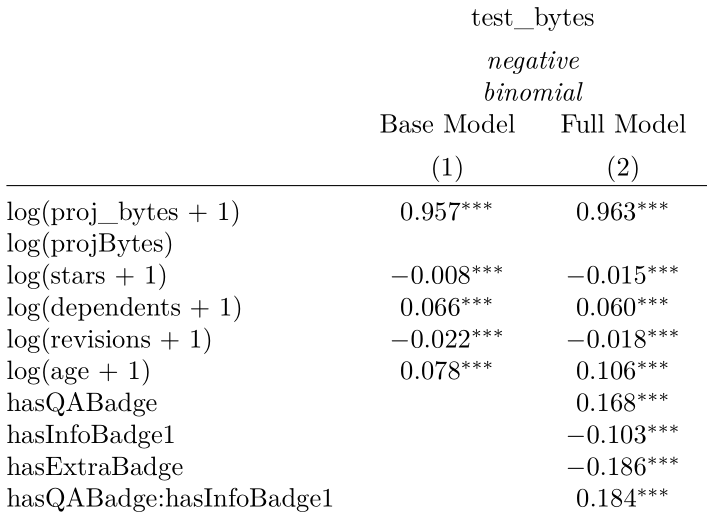 test_bytes
negative
binomial
Base Model Full Model
(1) (2)
log(proj_bytes + 1) 0.957*** 0.963***
log(projBytes)
log(stars + 1) −0.008*** −0.015***
log(dependents + 1) 0.066*** 0.060***
log(revisions + 1) −0.022*** −0.018***
log(age + 1) 0.078*** 0.106***
hasQABadge 0.168***
hasInfoBadge1 −0.103***
hasExtraBadge −0.186***
hasQABadge:hasInfoBadge1 0.184***